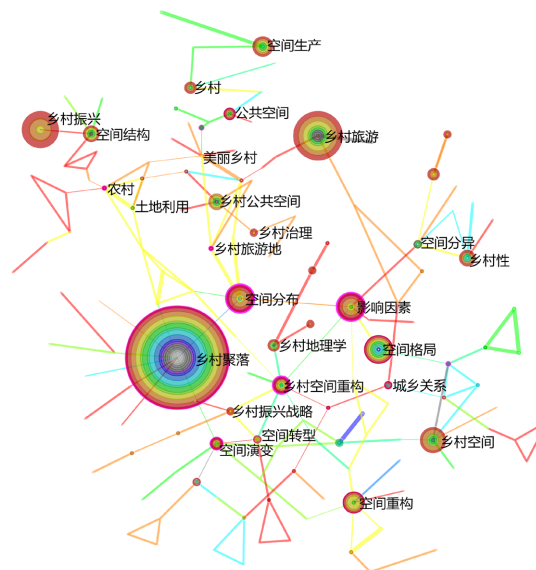 空间生产
乡村
公共空间
乡村振兴
空间结构
乡村旅游
美丽乡村
农村
土地利用
乡村公共空间
乡村治理
乡村旅游地
空间分异
乡村性
空间分布
影响因素
乡村地理学
空间格局
乡村聚落
乡村空间重构
城乡关系
乡村振兴战略
空间转型
空间演变
乡村空间
空间重构